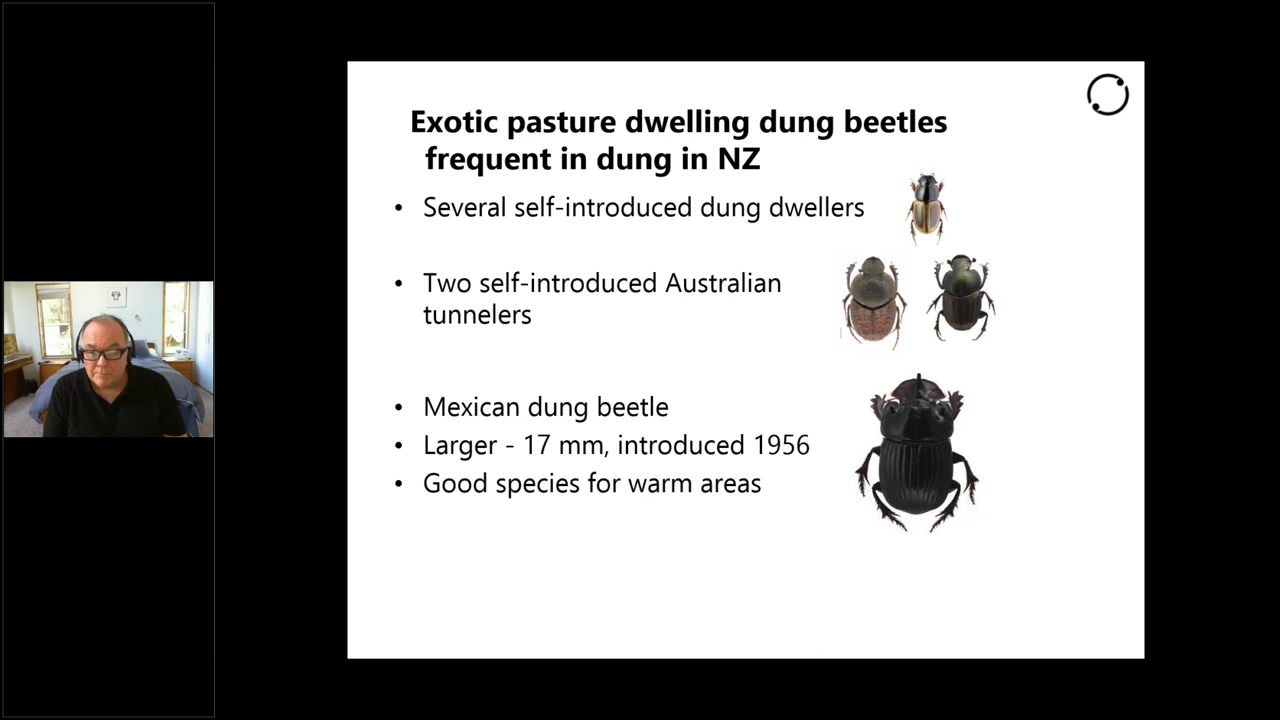 Exotic pasture dwelling dung beetles
frequent in dung in NZ
• Several self-introduced dung dwellers
• Two self-introduced Australian
tunnelers
• Mexican dung beetle
• Larger - 17 mm, introduced 1956
• Good species for warm areas